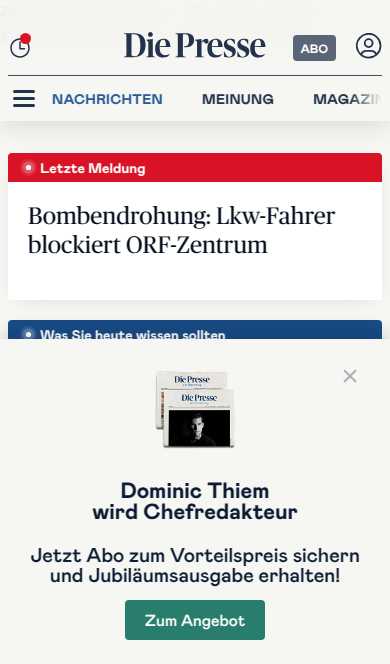 Die Presse
ABO
NACHRICHTEN MEINUNG MAGAZIN
Letzte Meldung
Bombendrohung: Lkw-Fahrer
blockiert ORF-Zentrum
Was Sie heute wissen sollten
Die Presse
Die Presse
Dominic Thiem
wird Chefredakteur
Jetzt Abo zum Vorteilspreis sichern
und Jubiläumsausgabe erhalten!
Zum Angebot